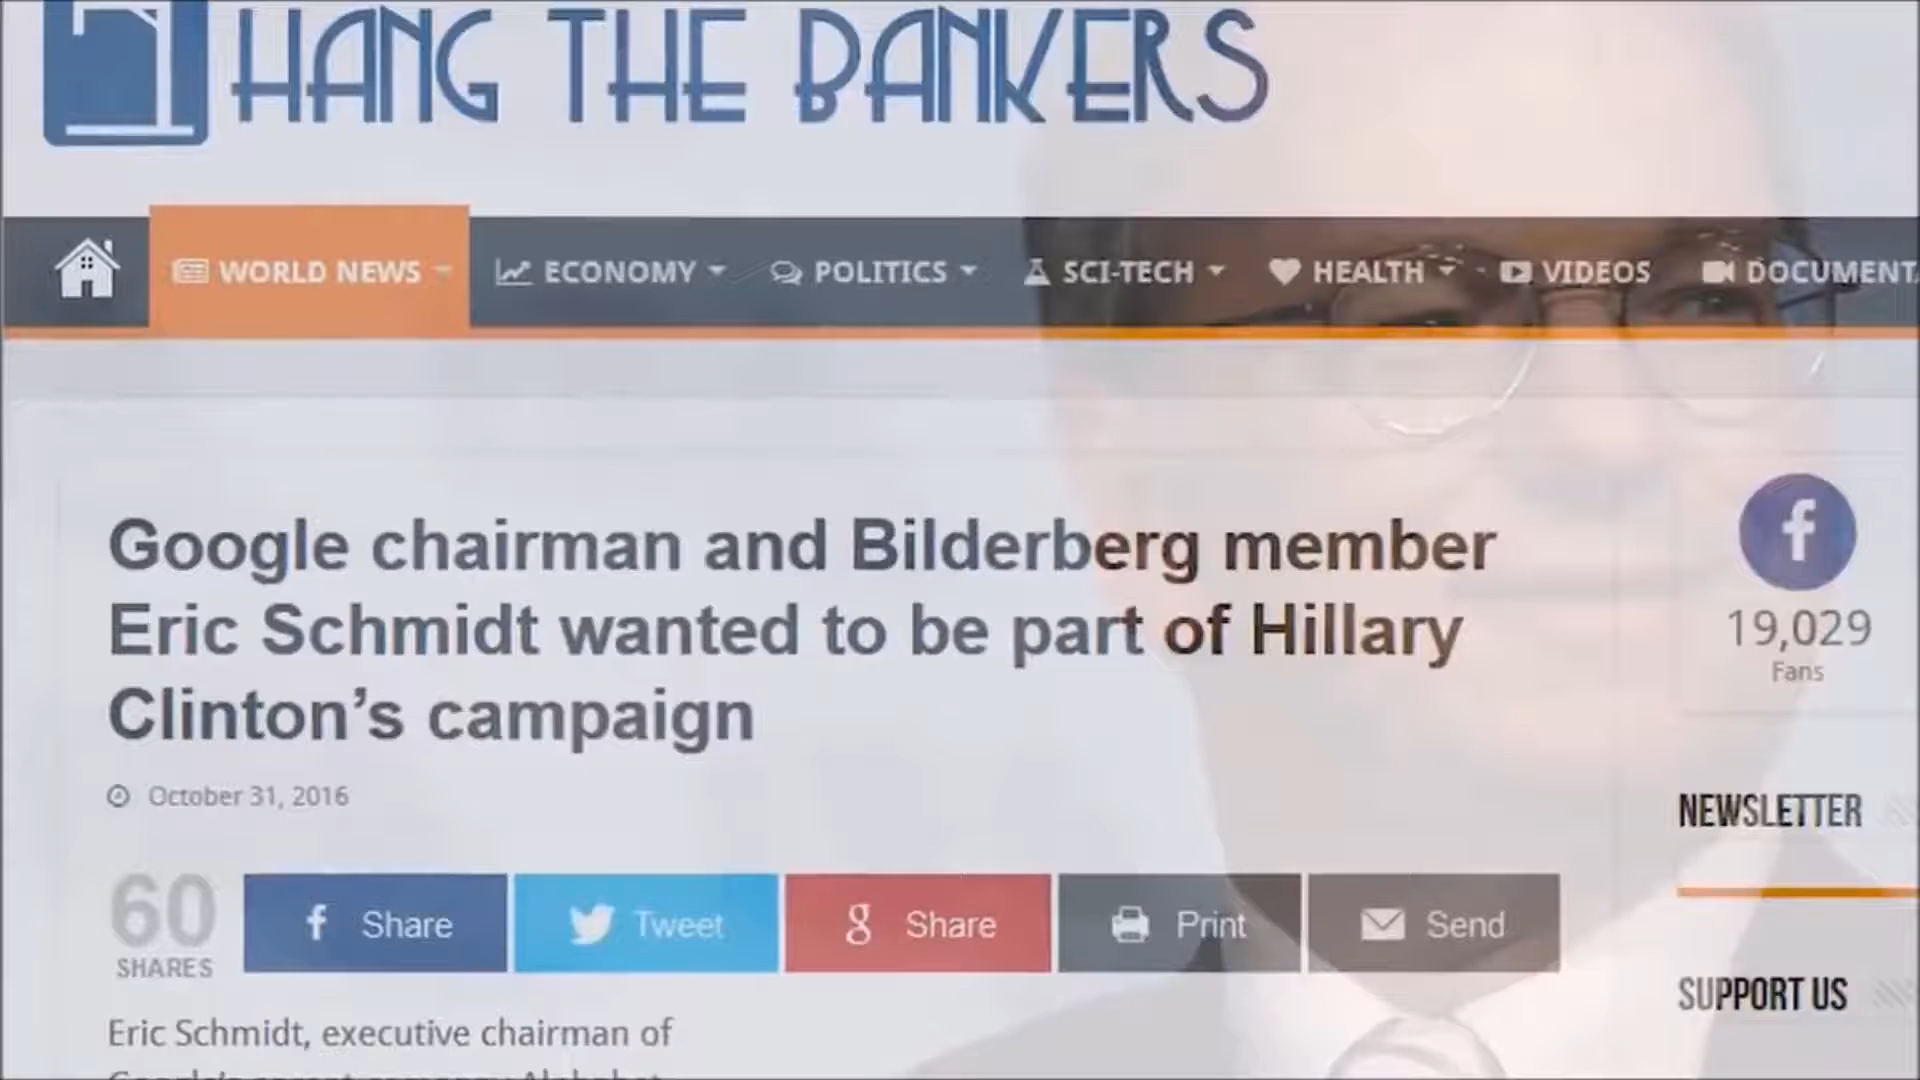 HANG THE BANKERS
WORLD NEWS ECONOMY POLITICS SCI-TECH HEALTH VIDEOS DOCUMENTA
Google chairman and Bilderberg member
Eric Schmidt wanted to be part of Hillary
Clinton's campaign
October 31, 2016
f
19,029
Fans
NEWSLETTER
60
SHARES
f Share
Tweet
g Share
Print
Send
SUPPORT US
Eric Schmidt, executive chairman of